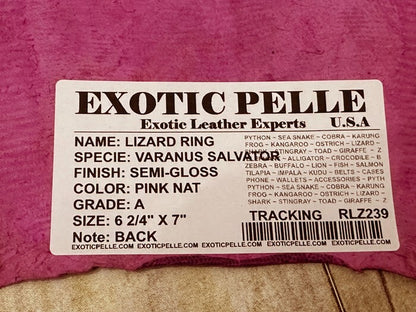 EXOTIC PELLE
Exotic Leather Experts U.S.A
NAME: LIZARD RING
SPECIE: VARANUS SALVATOR
FINISH: SEMI-GLOSS
COLOR: PINK NAT
GRADE: A
SIZE: 6 2/4" X 7"
Note: BACK
PYTHON - SEA SNAKE - COBRA - KARUNG
FROG - KANGAROO - OSTRICH - LIZARD -
SHARK - STINGRAY - TOAD - GIRAFFE - Z
ALLIGATOR - CROCODILE - B
ZEBRA - BUFFALO - LION - FISH - SALMON
TILAPIA - IMPALA - KUDU - BELTS - CASES
PHONE - WALLETS - ACCESSORIES - PYTH
PYTHON - SEA SNAKE - COBRA - KARUNG
FROG - KANGAROO - OSTRICH - LIZARD -
SHARK - STINGRAY - TOAD - GIRAFFE - Z
TRACKING RLZ239
EXOTICPELLE.COM EXOTICPELLE.COM EXOTICPELLE.COM EXOTICPELLE.COM EXOTICPELLE.COM